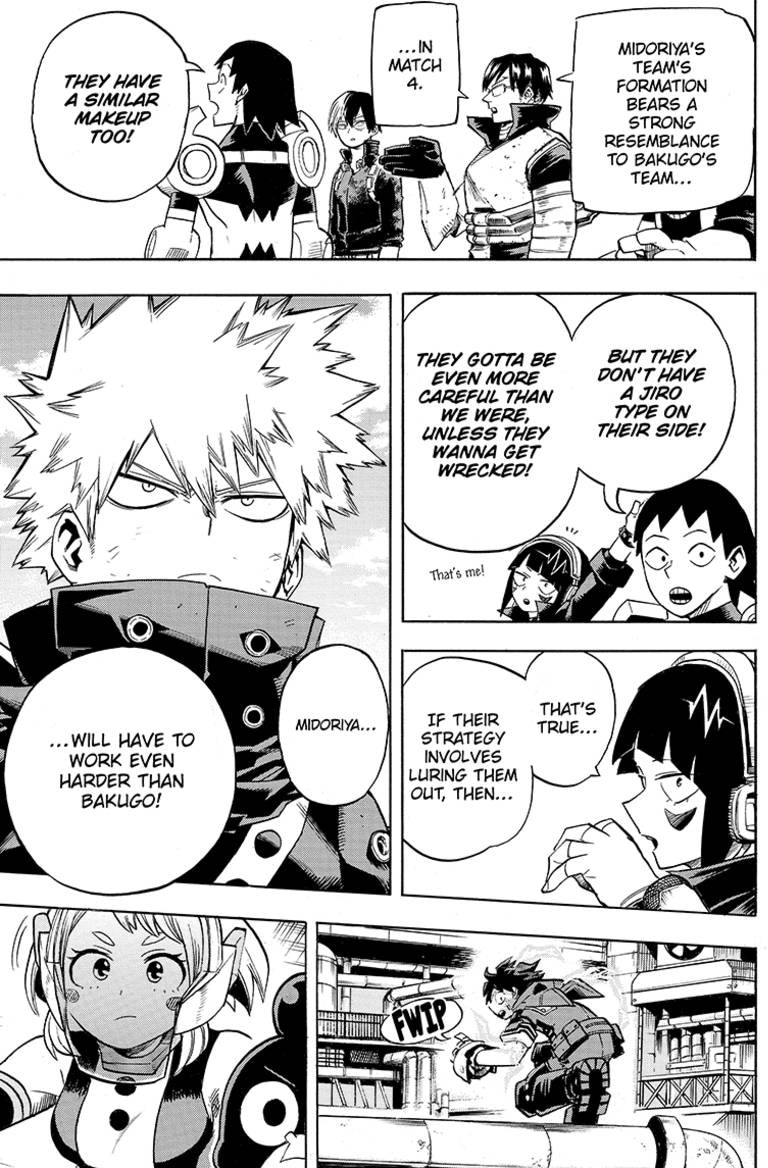 MIDORIYA'S
TEAM'S
FORMATION
BEARS A
STRONG
RESEMBLANCE
TO BAKUGO'S
TEAM...
...IN
MATCH
4.
THEY HAVE
A SIMILAR
MAKEUP
TOO!
BUT THEY
DON'T HAVE
A JIRO
TYPE ON
THEIR SIDE!
THEY GOTTA BE
EVEN MORE
CAREFUL THAN
WE WERE,
UNLESS THEY
WANNA GET
WRECKED!
That's me!
THAT'S
TRUE...
IF THEIR
STRATEGY
INVOLVES
LURING THEM
OUT, THEN...
MIDORIYA...
...WILL HAVE TO
WORK EVEN
HARDER THAN
BAKUGO!
FWIP